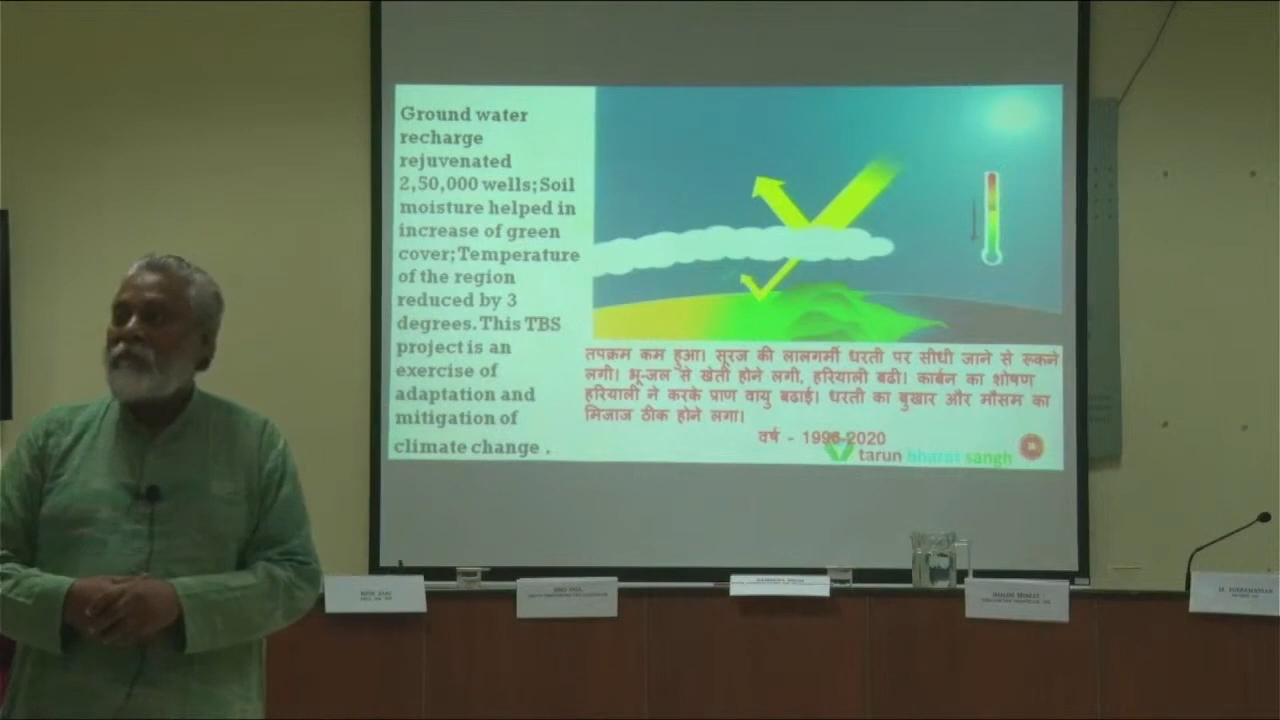 Ground water
recharge
rejuvenated
2,50,000 wells; Soil
moisture helped in
increase of green
cover; Temperature
of the region
reduced by 3
degrees. This TBS
project is an
exercise of
adaptation and
mitigation of
climate change .
तपक्रम कम हुआ। सूरज की लालगर्मी धरती पर सीधी जाने से रूकने
लगी। भू-जल से खेती होने लगी, हरियाली बढी। कार्बन का शोषण
हरियाली ने करके प्राण वायु बढाई। धरती का बुखार और मौसम का
मिजाज ठीक होने लगा।
वर्ष - 1996-2020
tarun bharat sangh